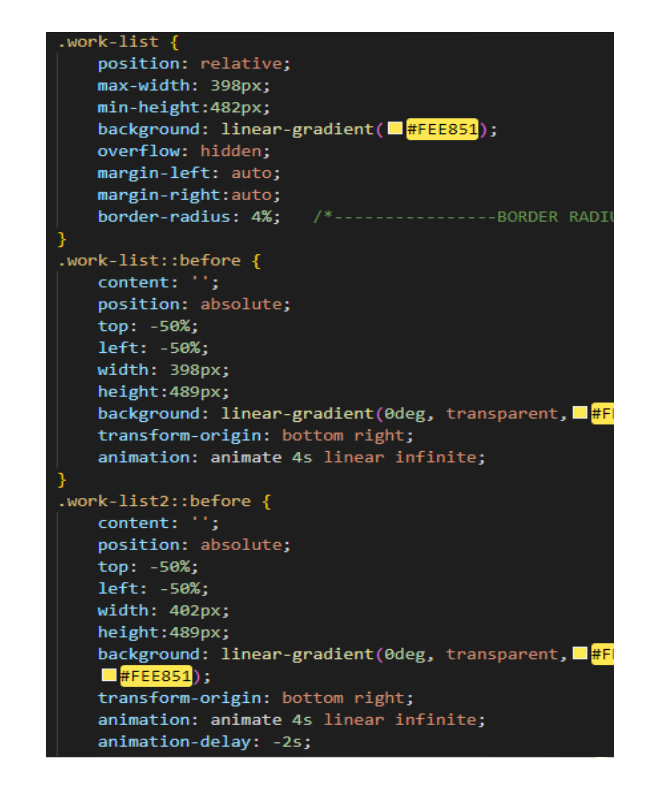 .work-list {
position: relative;
max-width: 398px;
min-height:482px;
background: linear-gradient(#FEE851);
overflow: hidden;
margin-left: auto;
margin-right:auto;
border-radius: 4%; /*----------------BORDER
}
.work-list::before {
content: '';
position: absolute;
top: -50%;
left: -50%;
width: 398px;
height:489px;
background: linear-gradient(0deg, transparent,
transform-origin: bottom right;
animation: animate 4s linear infinite;
}
.work-list2::before {
content: '';
position: absolute;
top: -50%;
left: -50%;
width: 402px;
height:489px;
background: linear-gradient(0deg, transparent,
#FEE851);
transform-origin: bottom right;
animation: animate 4s linear infinite;
animation-delay: -2s;